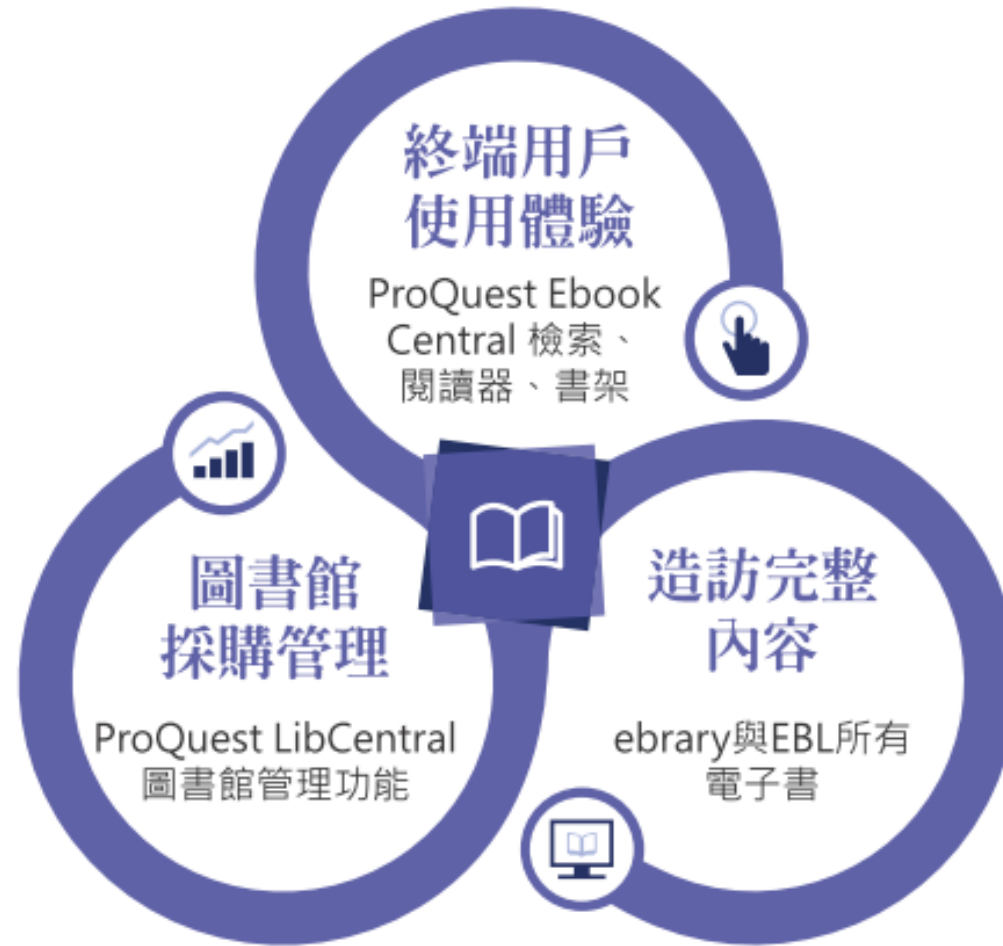 終端用戶
使用體驗
ProQuest Ebook
Central 檢索、
閱讀器、書架
圖書館
採購管理
ProQuest LibCentral
圖書館管理功能
造訪完整
內容
ebrary與EBL所有
電子書